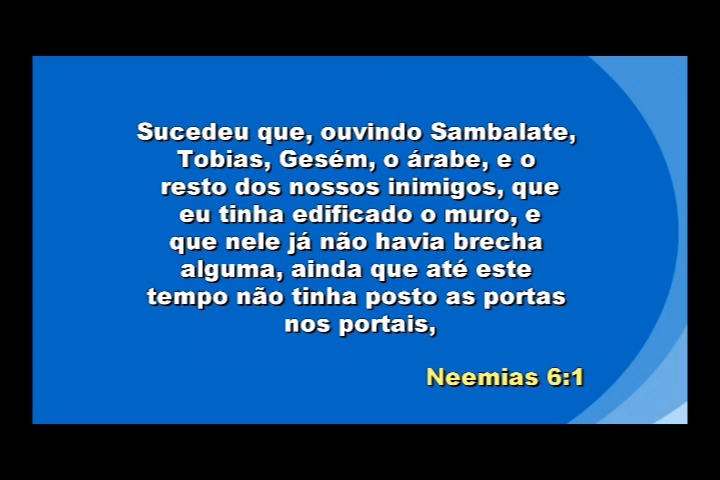 Sucedeu que, ouvindo Sambalate,
Tobias, Gesém, o árabe, e o
resto dos nossos inimigos, que
eu tinha edificado o muro, e
que nele já não havia brecha
alguma, ainda que até este
tempo não tinha posto as portas
nos portais,
Neemias 6:1